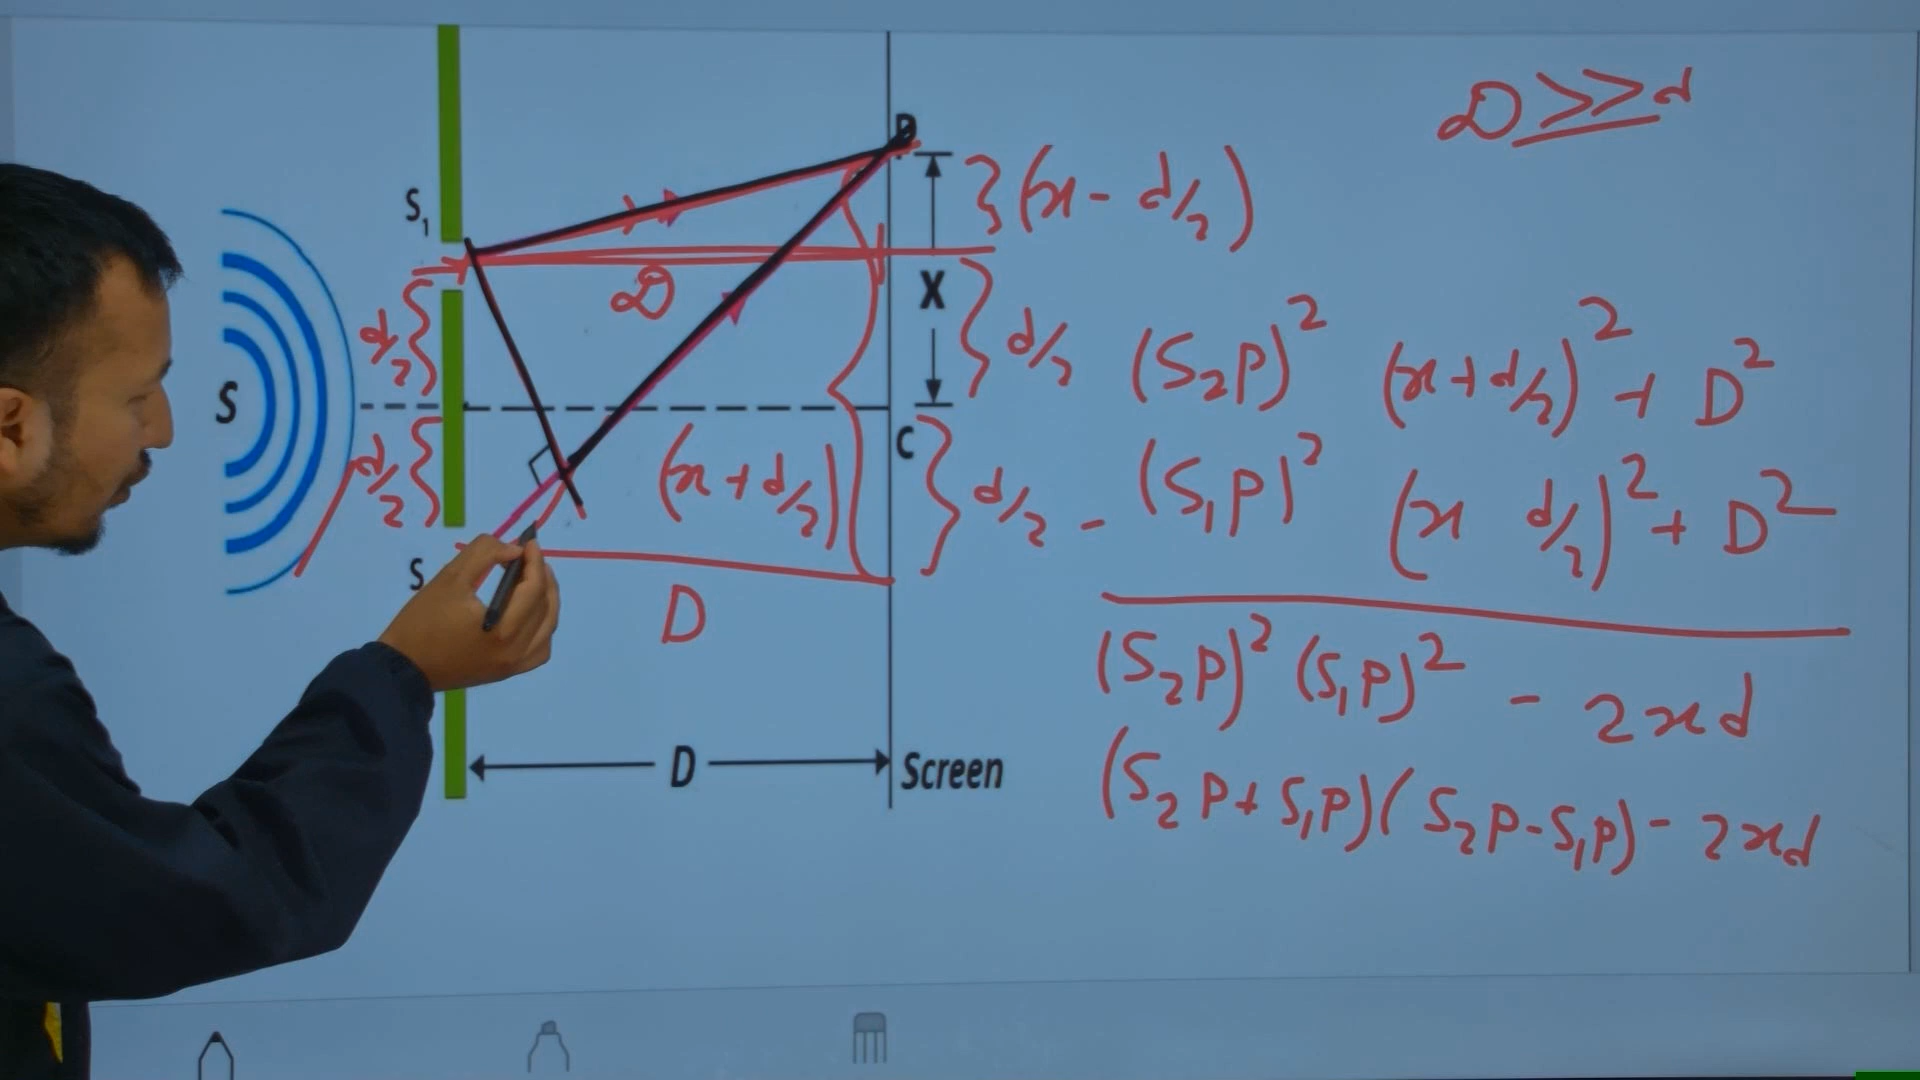 D >> d
P
S₁
} (x - d/2)
D
X
d/2 {
} d/2
(S₂P)² (x + d/2)² + D²
S
C
d/2 {
(x + d/2)
} d/2
- (S₁P)² (x d/2)² + D²
S
D
(S₂P)² (S₁P)² - 2xd
D
Screen
(S₂P + S₁P)(S₂P - S₁P) - 2xd